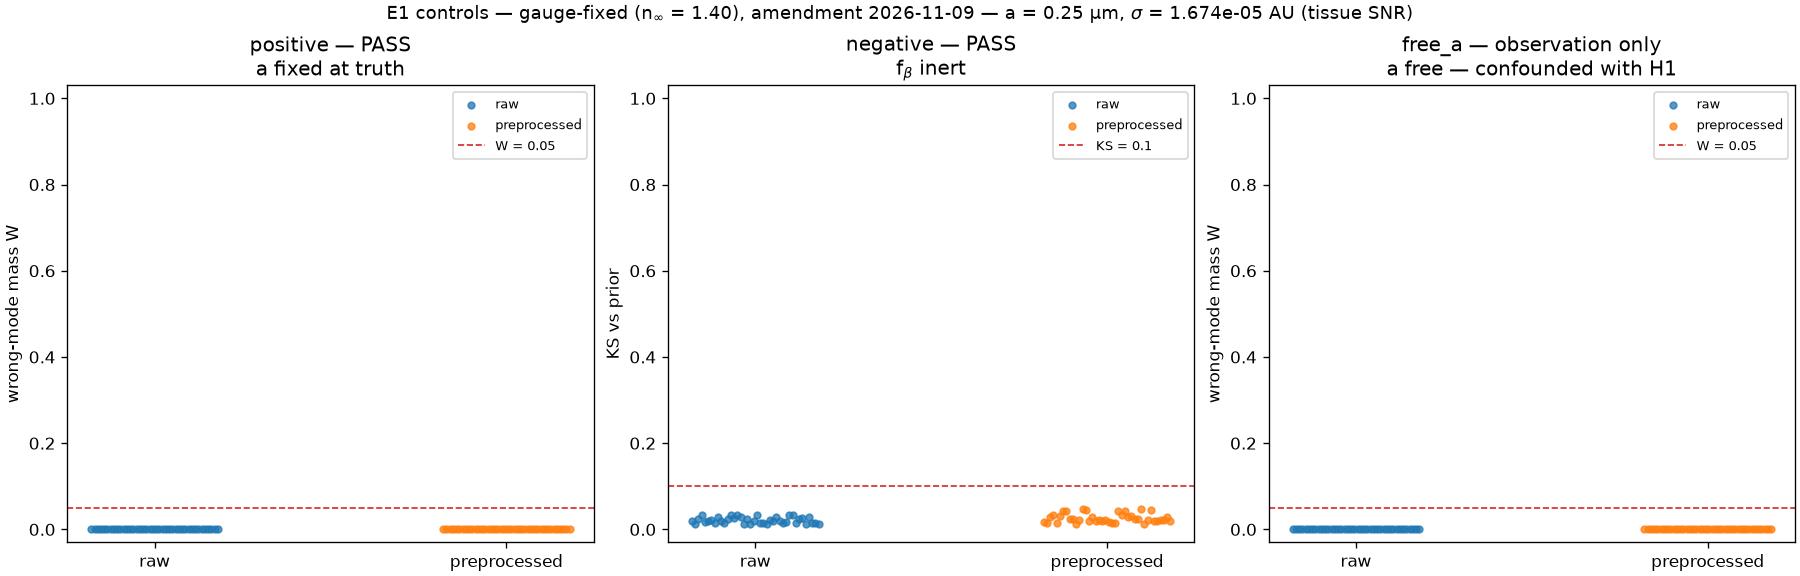 E1 controls — gauge-fixed (n∞ = 1.40), amendment 2026-11-09 — a = 0.25 μm, σ = 1.674e-05 AU (tissue SNR)
positive — PASS
a fixed at truth
wrong-mode mass W
1.0
0.8
0.6
0.4
0.2
0.0
raw
preprocessed
W = 0.05
raw
preprocessed
negative — PASS
fβ inert
KS vs prior
1.0
0.8
0.6
0.4
0.2
0.0
raw
preprocessed
KS = 0.1
raw
preprocessed
free_a — observation only
a free — confounded with H1
wrong-mode mass W
1.0
0.8
0.6
0.4
0.2
0.0
raw
preprocessed
W = 0.05
raw
preprocessed